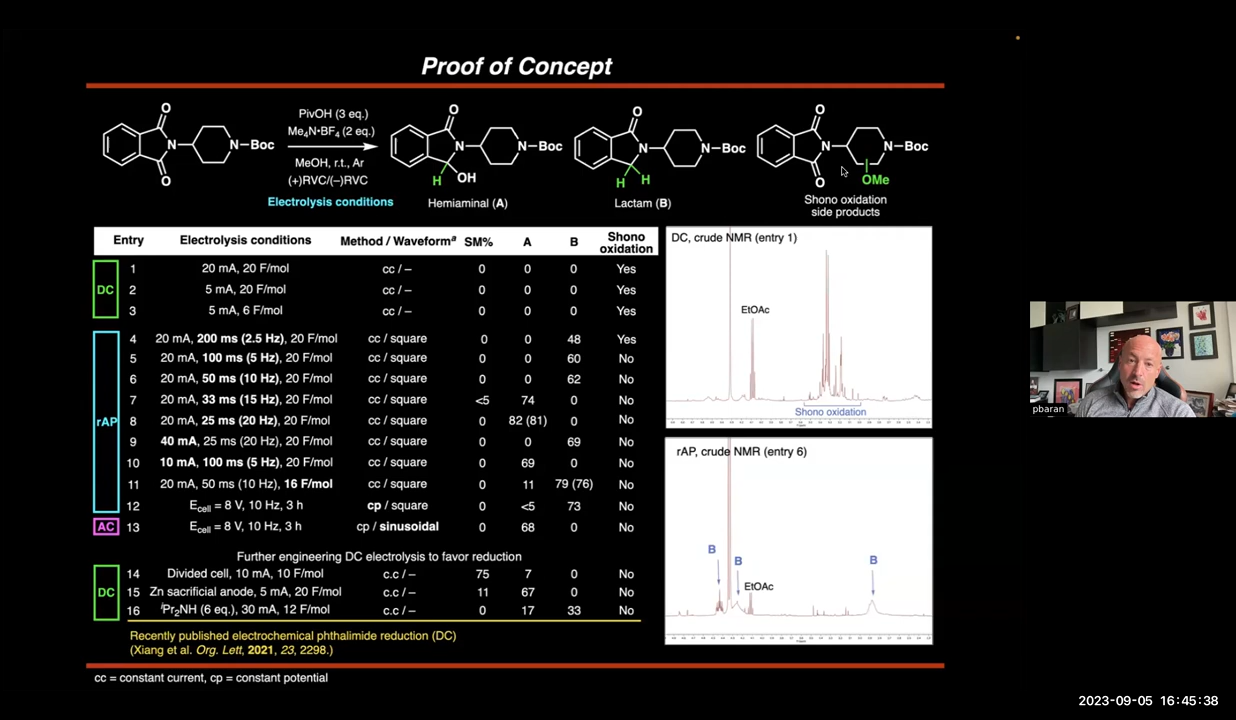 Proof of Concept
PivOH (3 eq.)
Me₄N•BF₄ (2 eq.)
MeOH, r.t., Ar
(+)RVC/(–)RVC
Electrolysis conditions
O
N
N
Boc
O
O
N
N
Boc
H
OH
Hemiaminal (A)
O
N
N
Boc
H
H
Lactam (B)
O
N
N
Boc
O
OMe
Shono oxidation
side products
Entry Electrolysis conditions Method / Waveformᵃ SM% A B Shono oxidation
DC
1 20 mA, 20 F/mol cc / – 0 0 0 Yes
2 5 mA, 20 F/mol cc / – 0 0 0 Yes
3 5 mA, 6 F/mol cc / – 0 0 0 Yes
rAP
4 20 mA, 200 ms (2.5 Hz), 20 F/mol cc / square 0 0 48 Yes
5 20 mA, 100 ms (5 Hz), 20 F/mol cc / square 0 0 60 No
6 20 mA, 50 ms (10 Hz), 20 F/mol cc / square 0 0 62 No
7 20 mA, 33 ms (15 Hz), 20 F/mol cc / square <5 74 0 No
8 20 mA, 25 ms (20 Hz), 20 F/mol cc / square 0 82 (81) 0 No
9 40 mA, 25 ms (20 Hz), 20 F/mol cc / square 0 0 69 No
10 10 mA, 100 ms (5 Hz), 20 F/mol cc / square 0 69 0 No
11 20 mA, 50 ms (10 Hz), 16 F/mol cc / square 0 11 79 (76) No
12 Ecell = 8 V, 10 Hz, 3 h cp / square 0 <5 73 No
AC
13 Ecell = 8 V, 10 Hz, 3 h cp / sinusoidal 0 68 0 No
Further engineering DC electrolysis to favor reduction
DC
14 Divided cell, 10 mA, 10 F/mol c.c / – 75 7 0 No
15 Zn sacrificial anode, 5 mA, 20 F/mol c.c / – 11 67 0 No
16 ⁱPr₂NH (6 eq.), 30 mA, 12 F/mol c.c / – 0 17 33 No
Recently published electrochemical phthalimide reduction (DC)
(Xiang et al. Org. Lett, 2021, 23, 2298.)
cc = constant current, cp = constant potential
DC, crude NMR (entry 1)
EtOAc
Shono oxidation
rAP, crude NMR (entry 6)
B
B
EtOAc
B
pbaran
2023-09-05 16:45:38